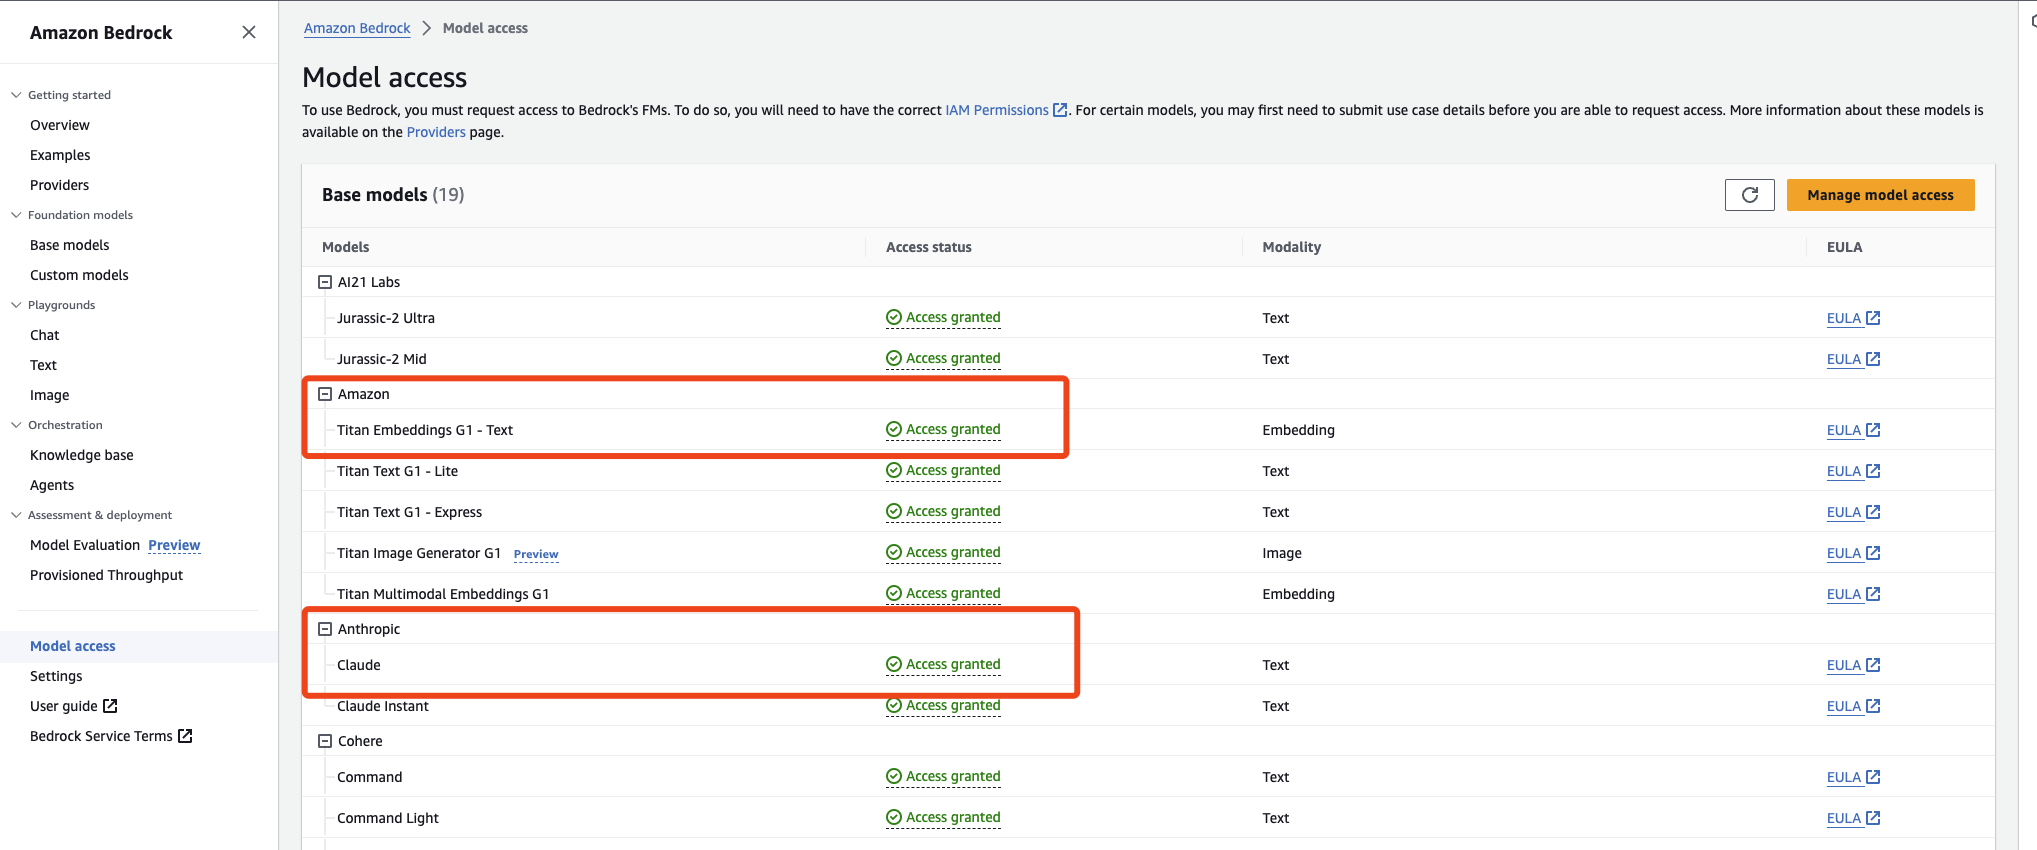 Amazon Bedrock
Getting started
Overview
Examples
Providers
Foundation models
Base models
Custom models
Playgrounds
Chat
Text
Image
Orchestration
Knowledge base
Agents
Assessment & deployment
Model Evaluation Preview
Provisioned Throughput
Model access
Settings
User guide
Bedrock Service Terms
Amazon Bedrock > Model access
Model access
To use Bedrock, you must request access to Bedrock's FMs. To do so, you will need to have the correct IAM Permissions. For certain models, you may first need to submit use case details before you are able to request access. More information about these models is
available on the Providers page.
Base models (19) Manage model access
Models Access status Modality EULA
AI21 Labs
Jurassic-2 Ultra Access granted Text EULA
Jurassic-2 Mid Access granted Text EULA
Amazon
Titan Embeddings G1 - Text Access granted Embedding EULA
Titan Text G1 - Lite Access granted Text EULA
Titan Text G1 - Express Access granted Text EULA
Titan Image Generator G1 Preview Access granted Image EULA
Titan Multimodal Embeddings G1 Access granted Embedding EULA
Anthropic
Claude Access granted Text EULA
Claude Instant Access granted Text EULA
Cohere
Command Access granted Text EULA
Command Light Access granted Text EULA